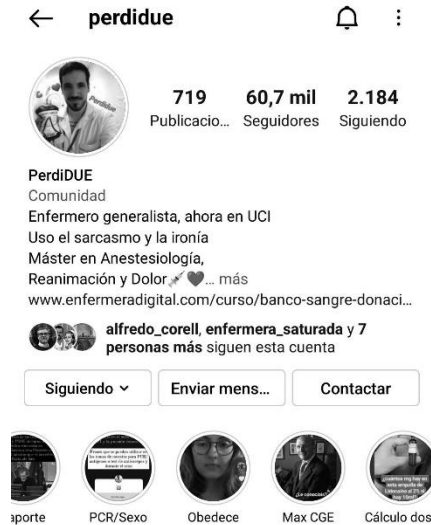 perdidue
719 60,7 mil 2.184
Publicacio... Seguidores Siguiendo
PerdiDUE
Comunidad
Enfermero generalista, ahora en UCI
Uso el sarcasmo y la ironía
Máster en Anestesiología,
Reanimación y Dolor💉🖤... más
www.enfermeradigital.com/curso/banco-sangre-donaci...
alfredo_corell, enfermera_saturada y 7
personas más siguen esta cuenta
Siguiendo Enviar mens... Contactar
aporte PCR/Sexo Obedece Max CGE Cálculo dos